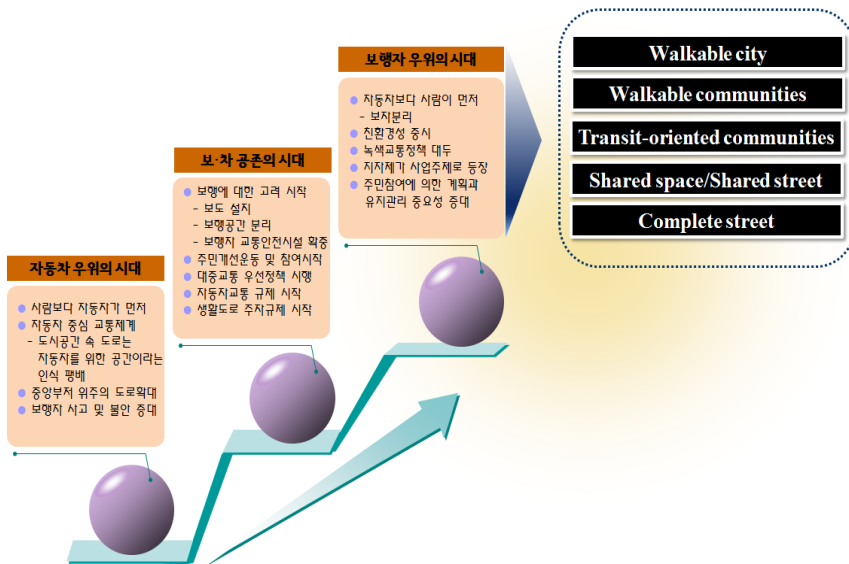 자동차 우위의 시대
● 사람보다 자동차가 먼저
● 자동차 중심 교통체계
- 도시공간 속 도로는
자동차를 위한 공간이라는
인식 팽배
● 중앙부처 위주의 도로확대
● 보행자 사고 및 불안 증대
보·차 공존의 시대
● 보행에 대한 고려 시작
- 보도 설치
- 보행공간 분리
- 보행자 교통안전시설 확충
● 주민개선운동 및 참여시작
● 대중교통 우선정책 시행
● 자동차교통 규제 시작
● 생활도로 주차규제 시작
보행자 우위의 시대
● 자동차보다 사람이 먼저
- 보차분리
● 친환경성 중시
● 녹색교통정책 대두
● 지자체가 사업주체로 등장
● 주민참여에 의한 계획과
유지관리 중요성 증대
Walkable city
Walkable communities
Transit-oriented communities
Shared space/Shared street
Complete street